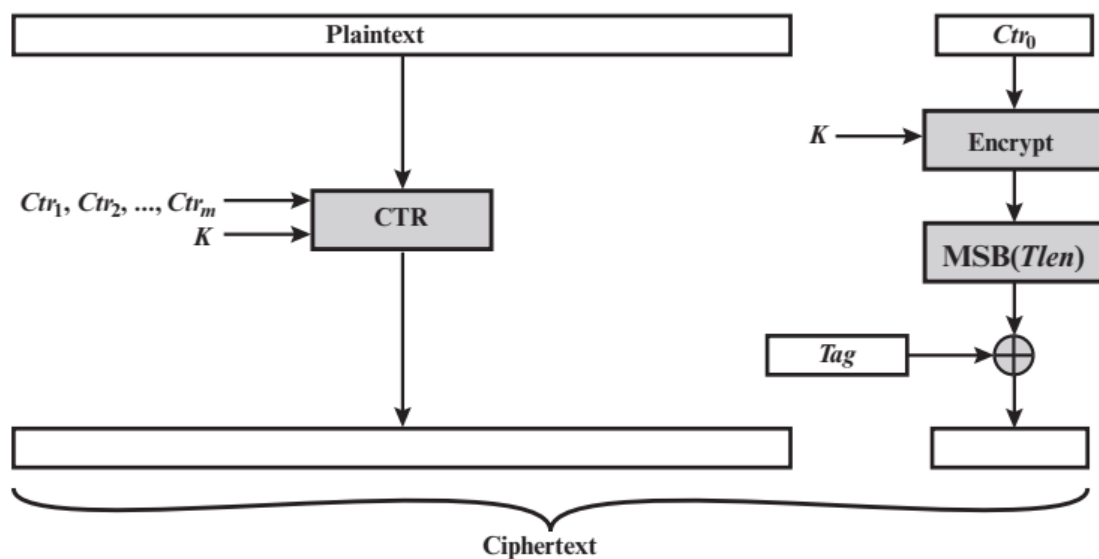 Plaintext
Ctr₀
K
Encrypt
Ctr₁, Ctr₂, ..., Ctrₘ
K
CTR
MSB(Tlen)
Tag
Ciphertext